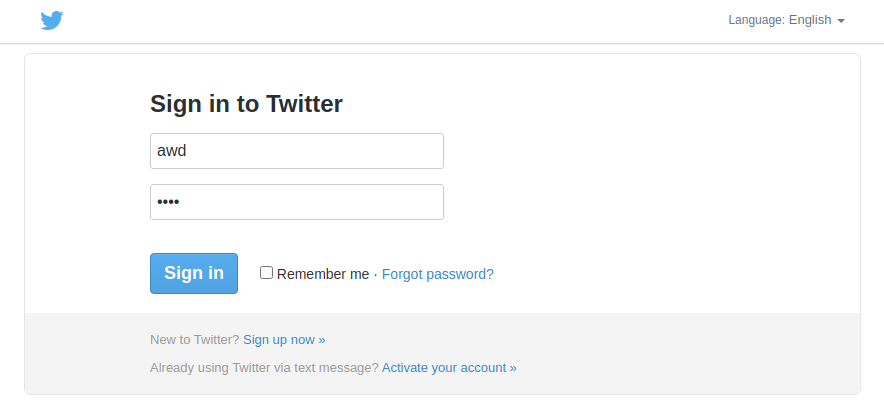 Language: English
Sign in to Twitter
awd
••••
Sign in
Remember me · Forgot password?
New to Twitter? Sign up now »
Already using Twitter via text message? Activate your account »